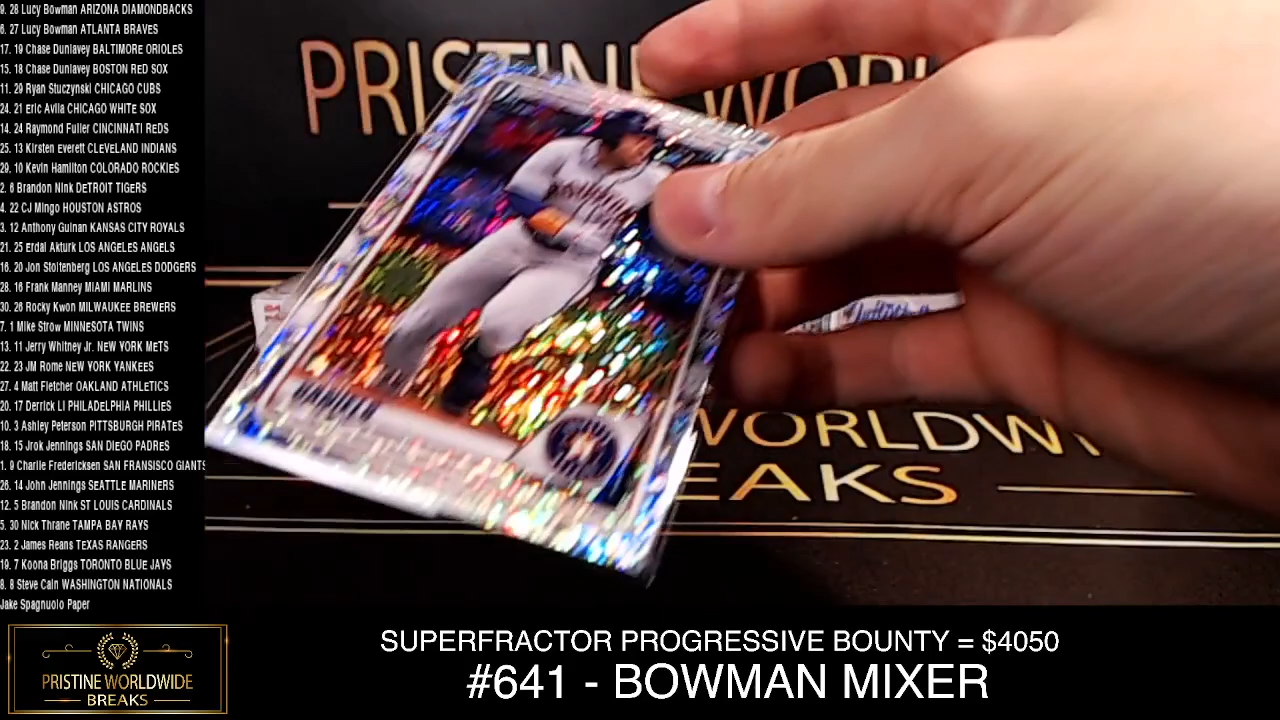 9. 28 Lucy Bowman ARIZONA DIAMONDBACKS
6. 27 Lucy Bowman ATLANTA BRAVES
17. 19 Chase Dunlavey BALTIMORE ORIOLES
15. 18 Chase Dunlavey BOSTON RED SOX
11. 29 Ryan Stuczynski CHICAGO CUBS
24. 21 Eric Avila CHICAGO WHITE SOX
14. 24 Raymond Fuller CINCINNATI REDS
25. 13 Kirsten Everett CLEVELAND INDIANS
29. 10 Kevin Hamilton COLORADO ROCKIES
2. 6 Brandon Nink DETROIT TIGERS
4. 22 CJ Mingo HOUSTON ASTROS
3. 12 Anthony Guinan KANSAS CITY ROYALS
21. 25 Erdal Akturk LOS ANGELES ANGELS
16. 20 Jon Stoltenberg LOS ANGELES DODGERS
28. 16 Frank Manney MIAMI MARLINS
30. 26 Rocky Kwon MILWAUKEE BREWERS
7. 1 Mike Strow MINNESOTA TWINS
13. 11 Jerry Whitney Jr. NEW YORK METS
22. 23 JM Rome NEW YORK YANKEES
27. 4 Matt Fletcher OAKLAND ATHLETICS
20. 17 Derrick LI PHILADELPHIA PHILLIES
10. 3 Ashley Peterson PITTSBURGH PIRATES
18. 15 Jrok Jennings SAN DIEGO PADRES
1. 9 Charlie Fredericksen SAN FRANSISCO GIANTS
26. 14 John Jennings SEATTLE MARINERS
12. 5 Brandon Nink ST LOUIS CARDINALS
5. 30 Nick Thrane TAMPA BAY RAYS
23. 2 James Reans TEXAS RANGERS
19. 7 Koona Briggs TORONTO BLUE JAYS
8. 8 Steve Cain WASHINGTON NATIONALS
Jake Spagnuolo Paper
PRISTINE WORLDWIDE
BREAKS
SUPERFRACTOR PROGRESSIVE BOUNTY = $4050
#641 - BOWMAN MIXER